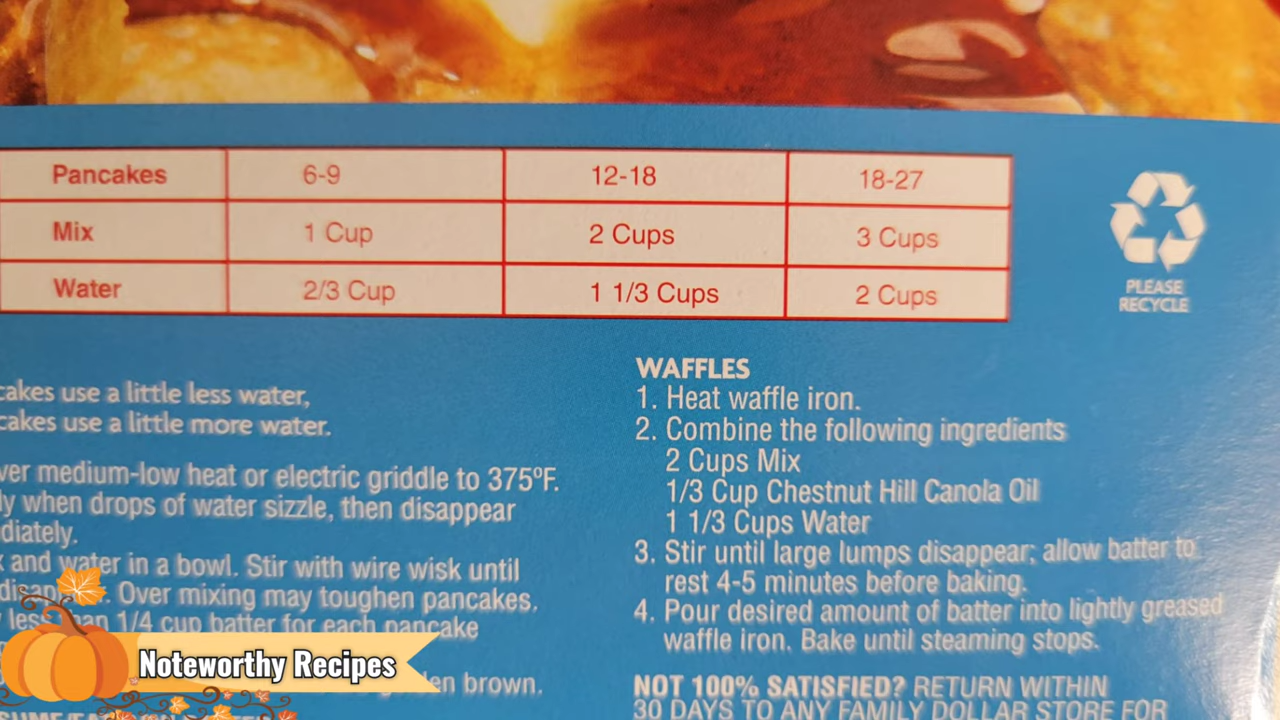 Pancakes 6-9 12-18 18-27
Mix 1 Cup 2 Cups 3 Cups
Water 2/3 Cup 1 1/3 Cups 2 Cups
PLEASE
RECYCLE
cakes use a little less water,
cakes use a little more water.
ver medium-low heat or electric griddle to 375ºF.
ly when drops of water sizzle, then disappear
diately.
and water in a bowl. Stir with wire wisk until
Over mixing may toughen pancakes.
less than 1/4 cup batter for each pancake
en brown.
WAFFLES
1. Heat waffle iron.
2. Combine the following ingredients
2 Cups Mix
1/3 Cup Chestnut Hill Canola Oil
1 1/3 Cups Water
3. Stir until large lumps disappear; allow batter to
rest 4-5 minutes before baking.
4. Pour desired amount of batter into lightly greased
waffle iron. Bake until steaming stops.
NOT 100% SATISFIED? RETURN WITHIN
30 DAYS TO ANY FAMILY DOLLAR STORE FOR
Noteworthy Recipes